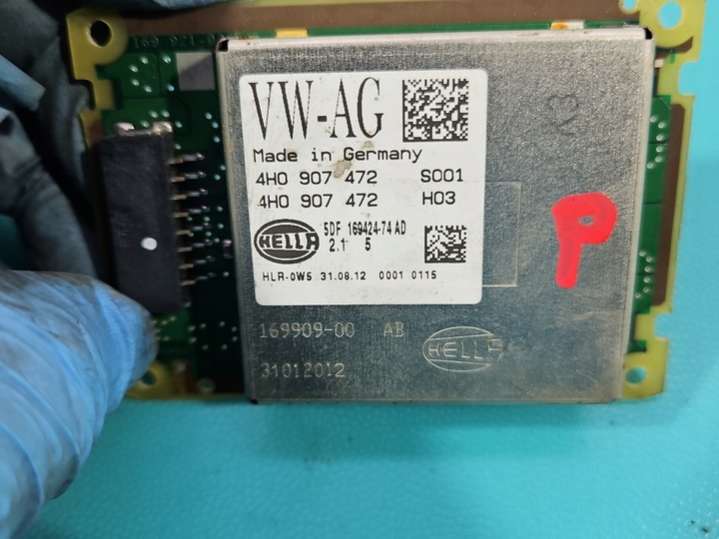 VW-AG
Made in Germany
4H0 907 472 S001
4H0 907 472 H03
HELLA 5DF 169424-74 AD
2.1 5
HLR-0W5 31.08.12 0001 0115
P
169909-00 AB
HELLA
31012012